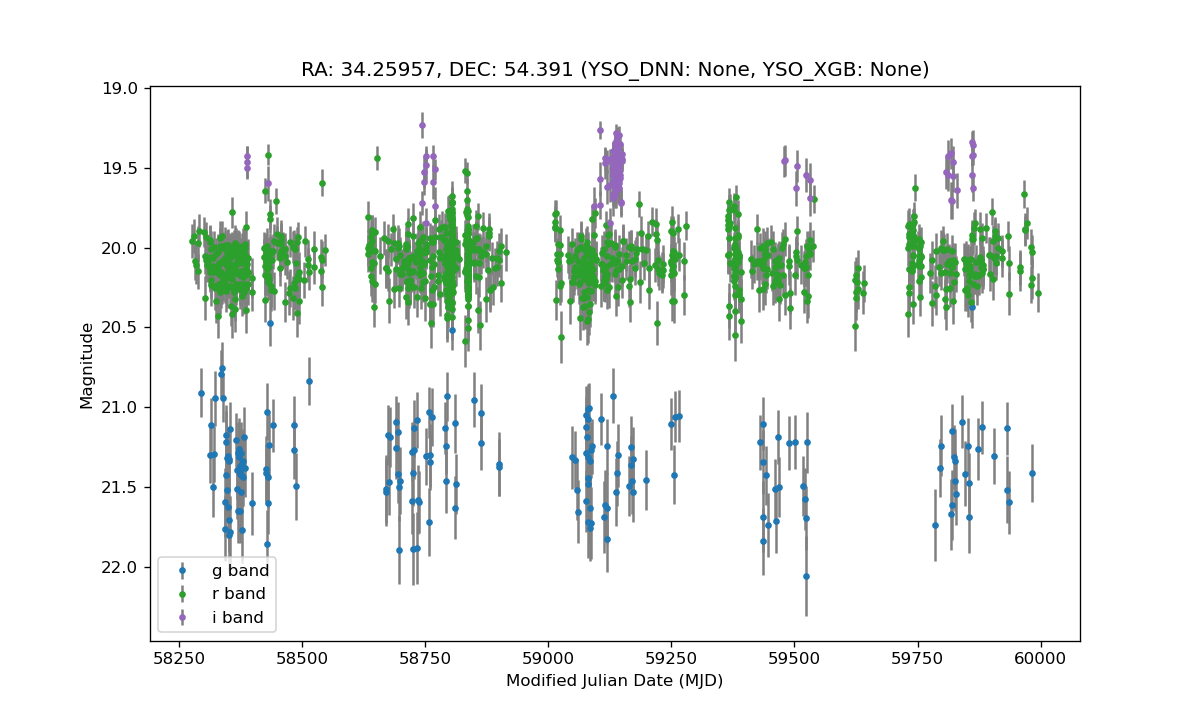 RA: 34.25957, DEC: 54.391 (YSO_DNN: None, YSO_XGB: None)
19.0
19.5
20.0
20.5
21.0
21.5
22.0
Magnitude
g band
r band
i band
58250 58500 58750 59000 59250 59500 59750 60000
Modified Julian Date (MJD)